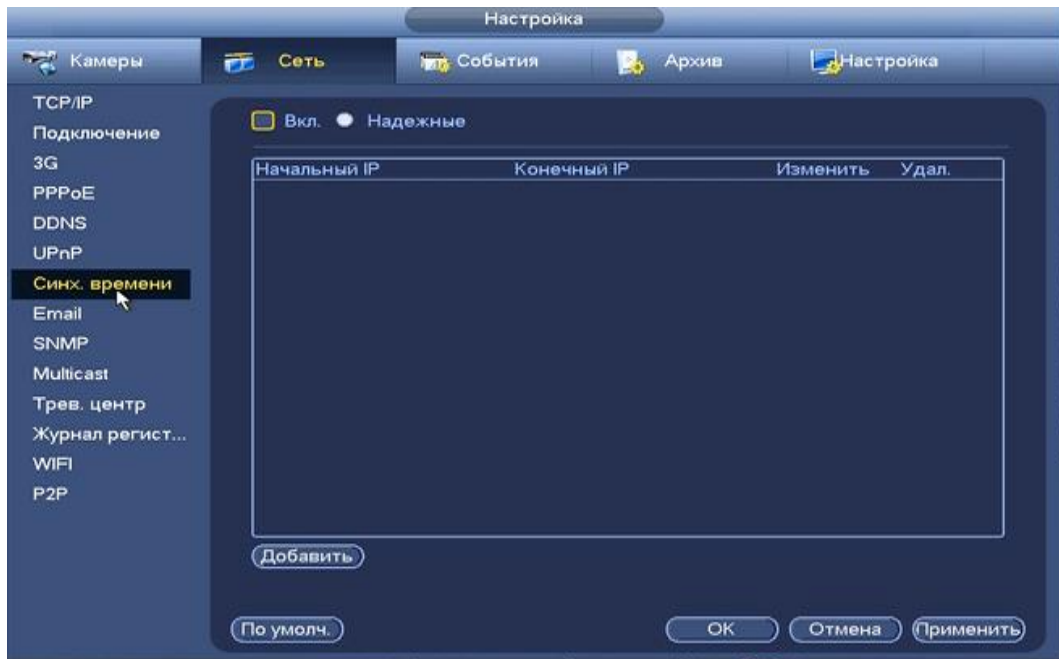 Настройка
Камеры Сеть События Архив Настройка
TCP/IP
Подключение
3G
PPPoE
DDNS
UPnP
Синх. времени
Email
SNMP
Multicast
Трев. центр
Журнал регист...
WIFI
P2P
Вкл. Надежные
Начальный IP Конечный IP Изменить Удал.
Добавить
По умолч. OK Отмена Применить